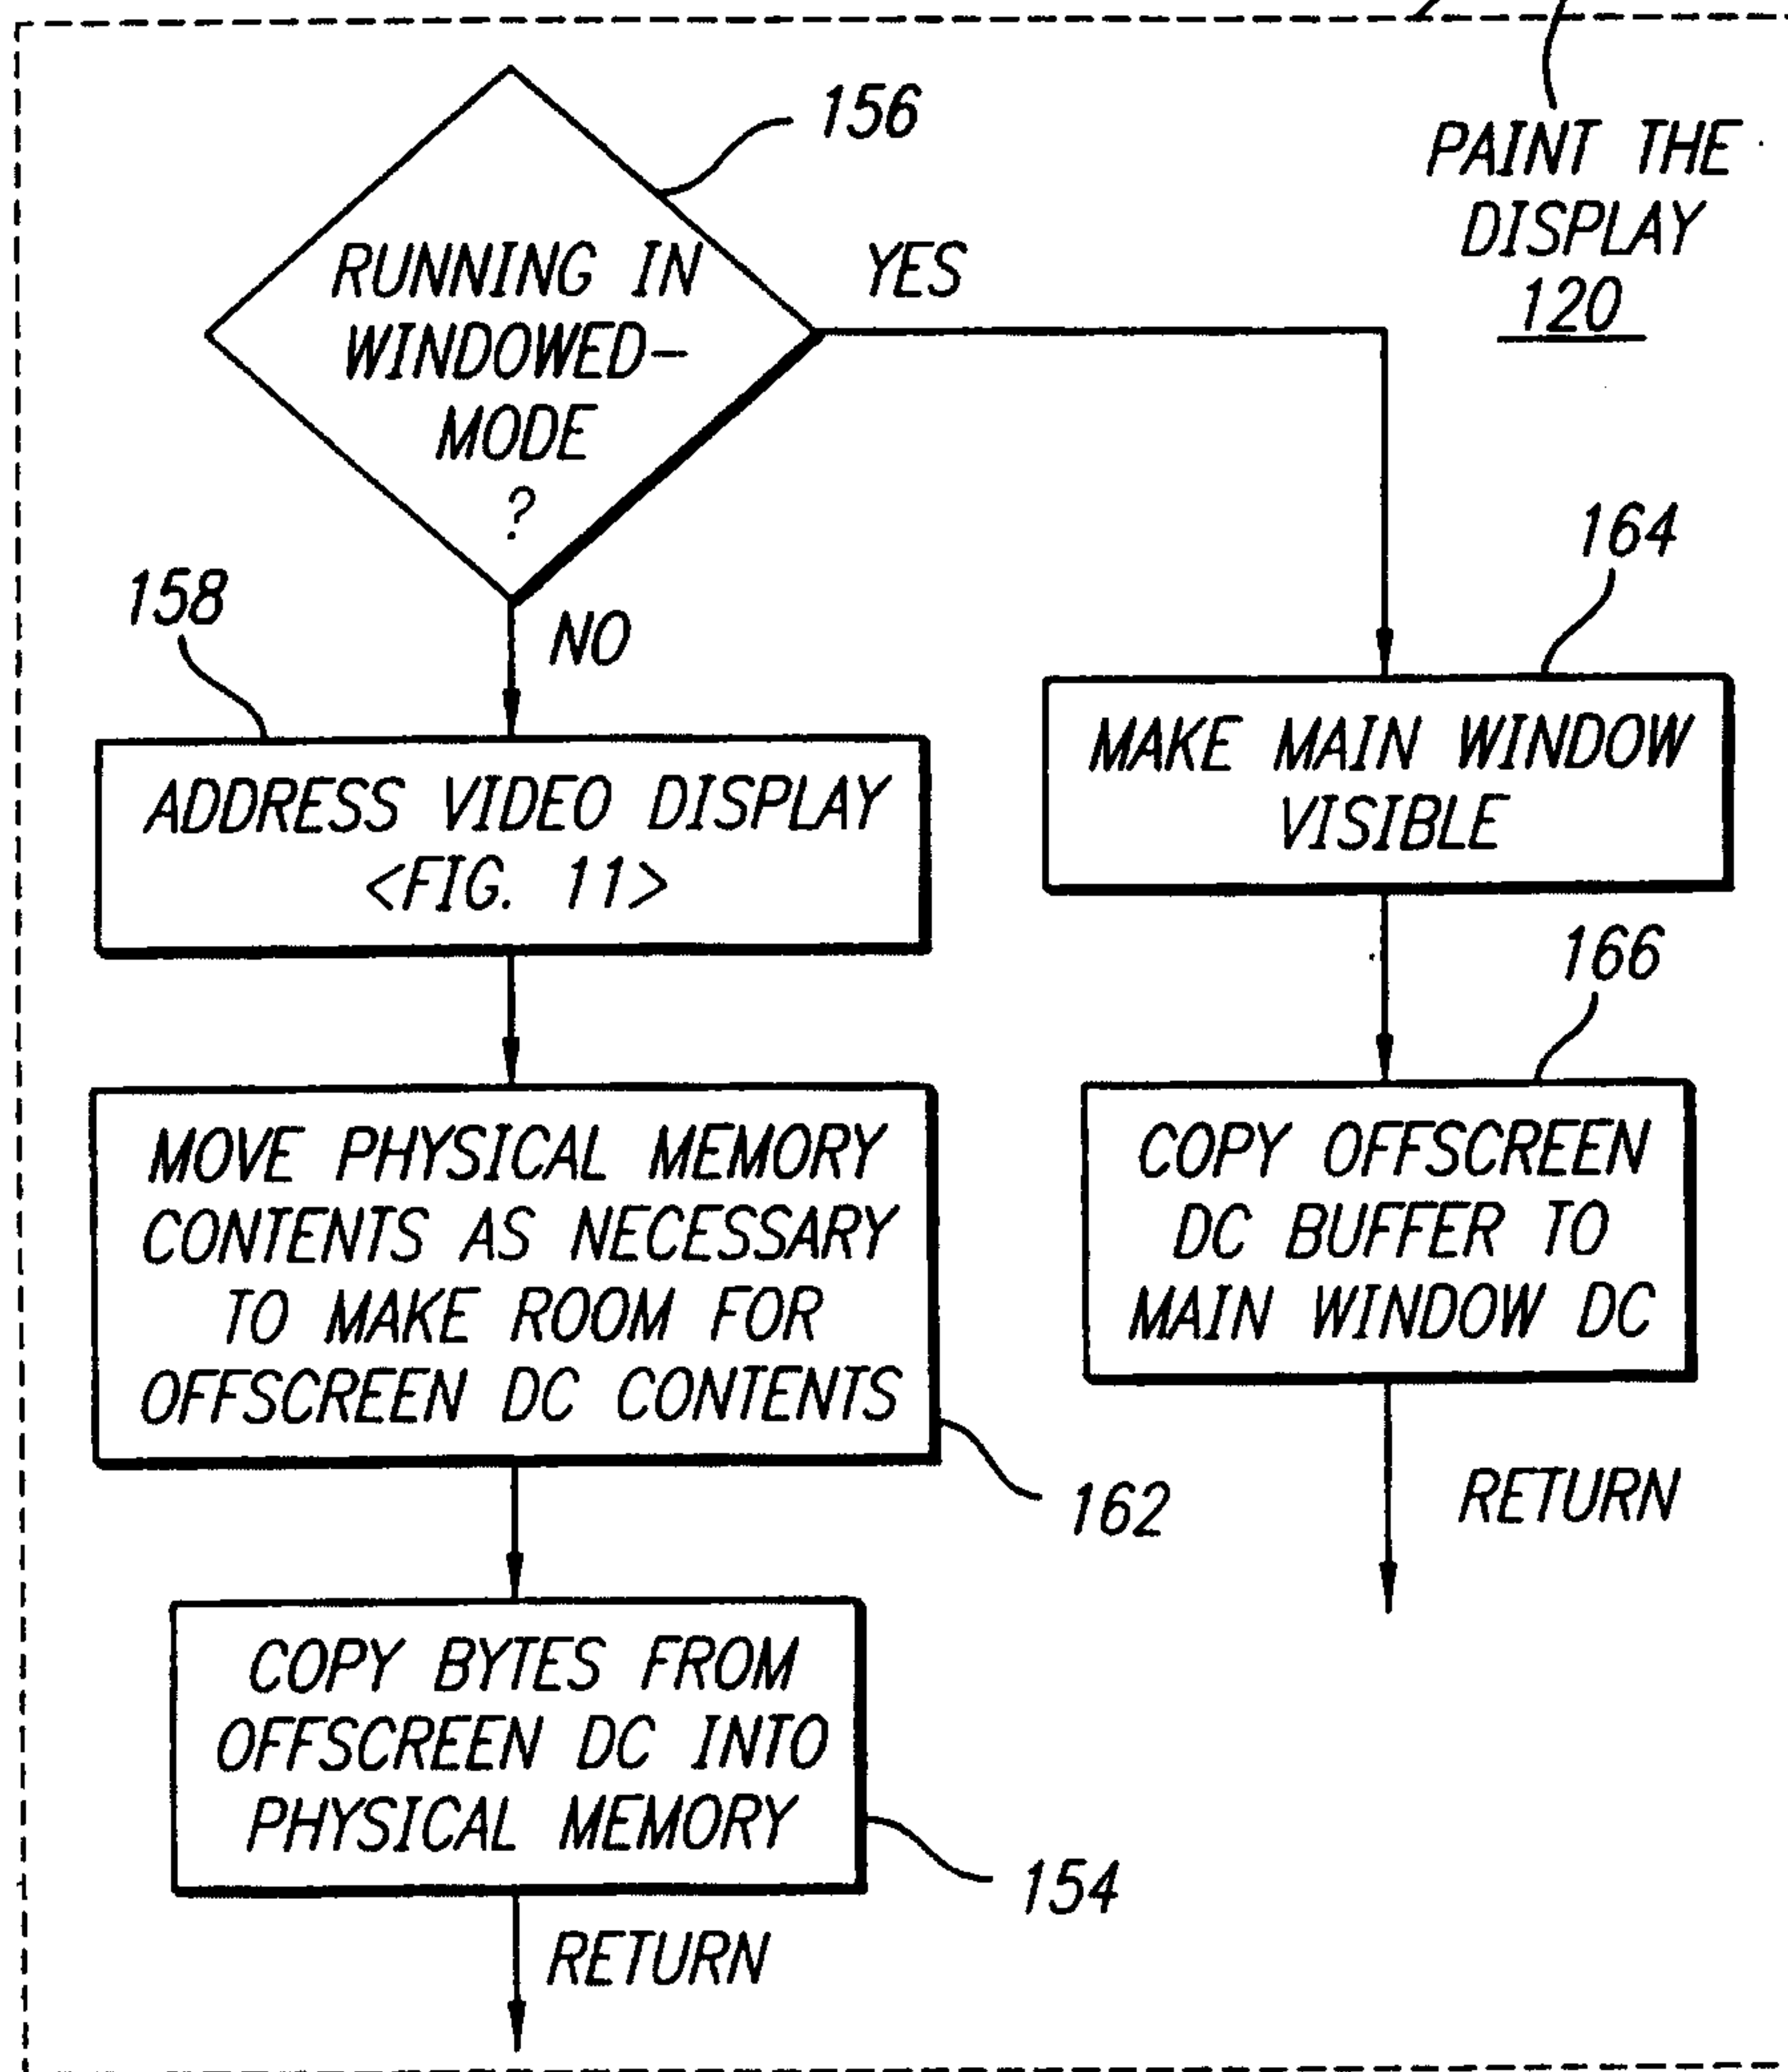 156
PAINT THE
DISPLAY
120
RUNNING IN
WINDOWED-
MODE
?
YES
NO
158
ADDRESS VIDEO DISPLAY
<FIG. 11>
164
MAKE MAIN WINDOW
VISIBLE
MOVE PHYSICAL MEMORY
CONTENTS AS NECESSARY
TO MAKE ROOM FOR
OFFSCREEN DC CONTENTS
162
166
COPY OFFSCREEN
DC BUFFER TO
MAIN WINDOW DC
RETURN
COPY BYTES FROM
OFFSCREEN DC INTO
PHYSICAL MEMORY
154
RETURN